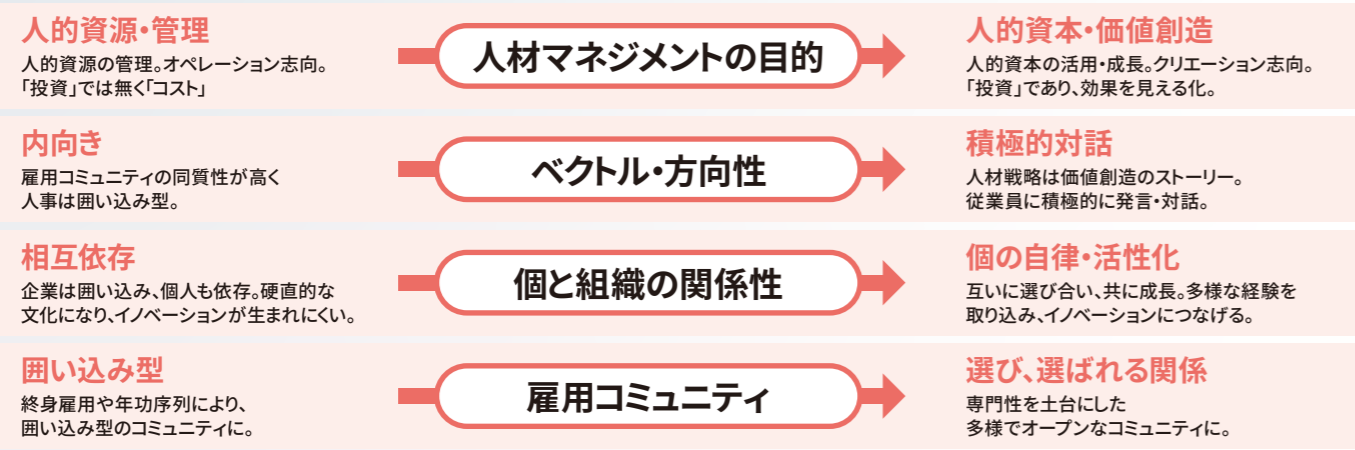 人的資源・管理
人的資源の管理。オペレーション志向。
「投資」では無く「コスト」
人材マネジメントの目的
人的資本・価値創造
人的資本の活用・成長。クリエーション志向。
「投資」であり、効果を見える化。
内向き
雇用コミュニティの同質性が高く
人事は囲い込み型。
ベクトル・方向性
積極的対話
人材戦略は価値創造のストーリー。
従業員に積極的に発言・対話。
相互依存
企業は囲い込み、個人も依存。硬直的な
文化になり、イノベーションが生まれにくい。
個と組織の関係性
個の自律・活性化
互いに選び合い、共に成長。多様な経験を
取り込み、イノベーションにつなげる。
囲い込み型
終身雇用や年功序列により、
囲い込み型のコミュニティに。
雇用コミュニティ
選び、選ばれる関係
専門性を土台にした
多様でオープンなコミュニティに。